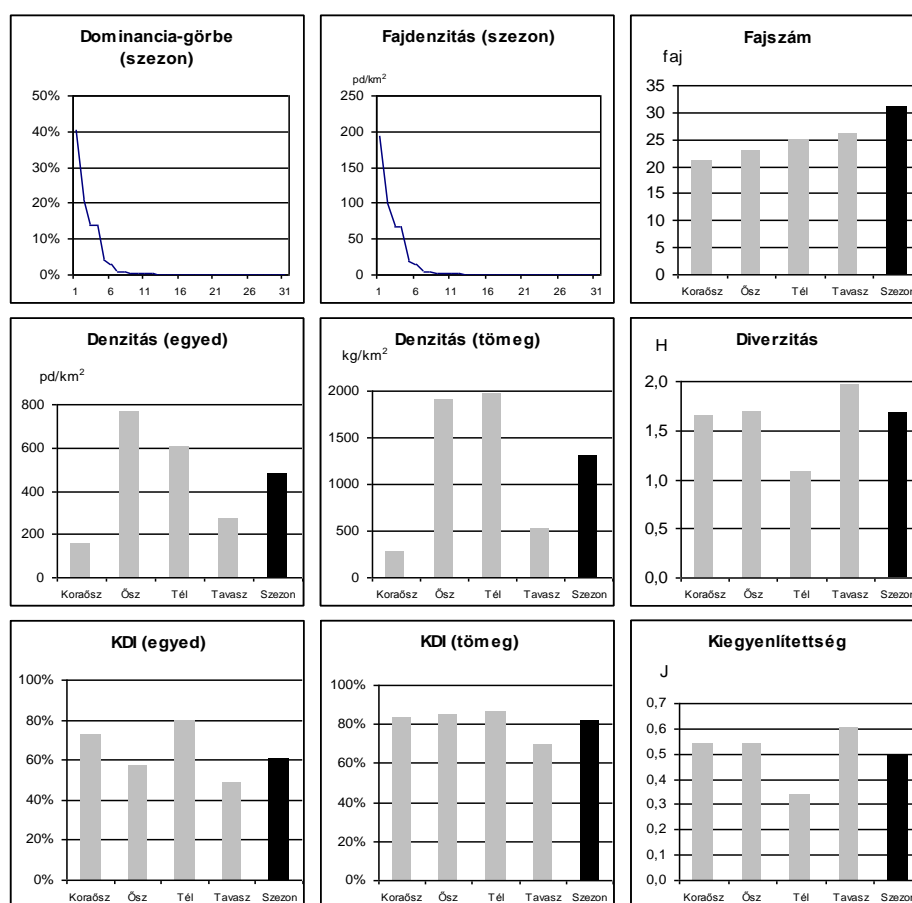 Dominancia-görbe
(szezon)
50%
40%
30%
20%
10%
0%
1 6 11 16 21 26 31
Fajdenzitás (szezon)
pd/km²
250
200
150
100
50
0
1 6 11 16 21 26 31
Fajszám
faj
35
30
25
20
15
10
5
0
Koraősz Ősz Tél Tavasz Szezon
Denzitás (egyed)
pd/km²
800
600
400
200
0
Koraősz Ősz Tél Tavasz Szezon
Denzitás (tömeg)
kg/km²
2000
1500
1000
500
0
Koraősz Ősz Tél Tavasz Szezon
Diverzitás
H
2,0
1,5
1,0
0,5
0,0
Koraősz Ősz Tél Tavasz Szezon
KDI (egyed)
100%
80%
60%
40%
20%
0%
Koraősz Ősz Tél Tavasz Szezon
KDI (tömeg)
100%
80%
60%
40%
20%
0%
Koraősz Ősz Tél Tavasz Szezon
Kiegyenlítettség
J
0,7
0,6
0,5
0,4
0,3
0,2
0,1
0,0
Koraősz Ősz Tél Tavasz Szezon